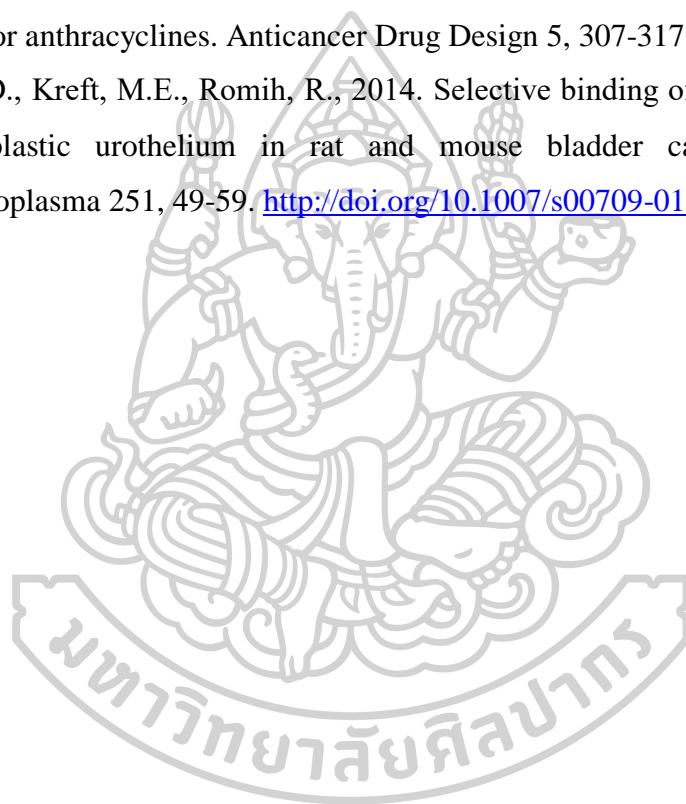 or anthracyclines. Anticancer Drug Design 5, 307-317
D., Kreft, M.E., Romih, R., 2014. Selective binding of
plastic urothelium in rat and mouse bladder ca
oplasma 251, 49-59. http://doi.org/10.1007/s00709-01
มหาวิทยาลัยศิลปากร